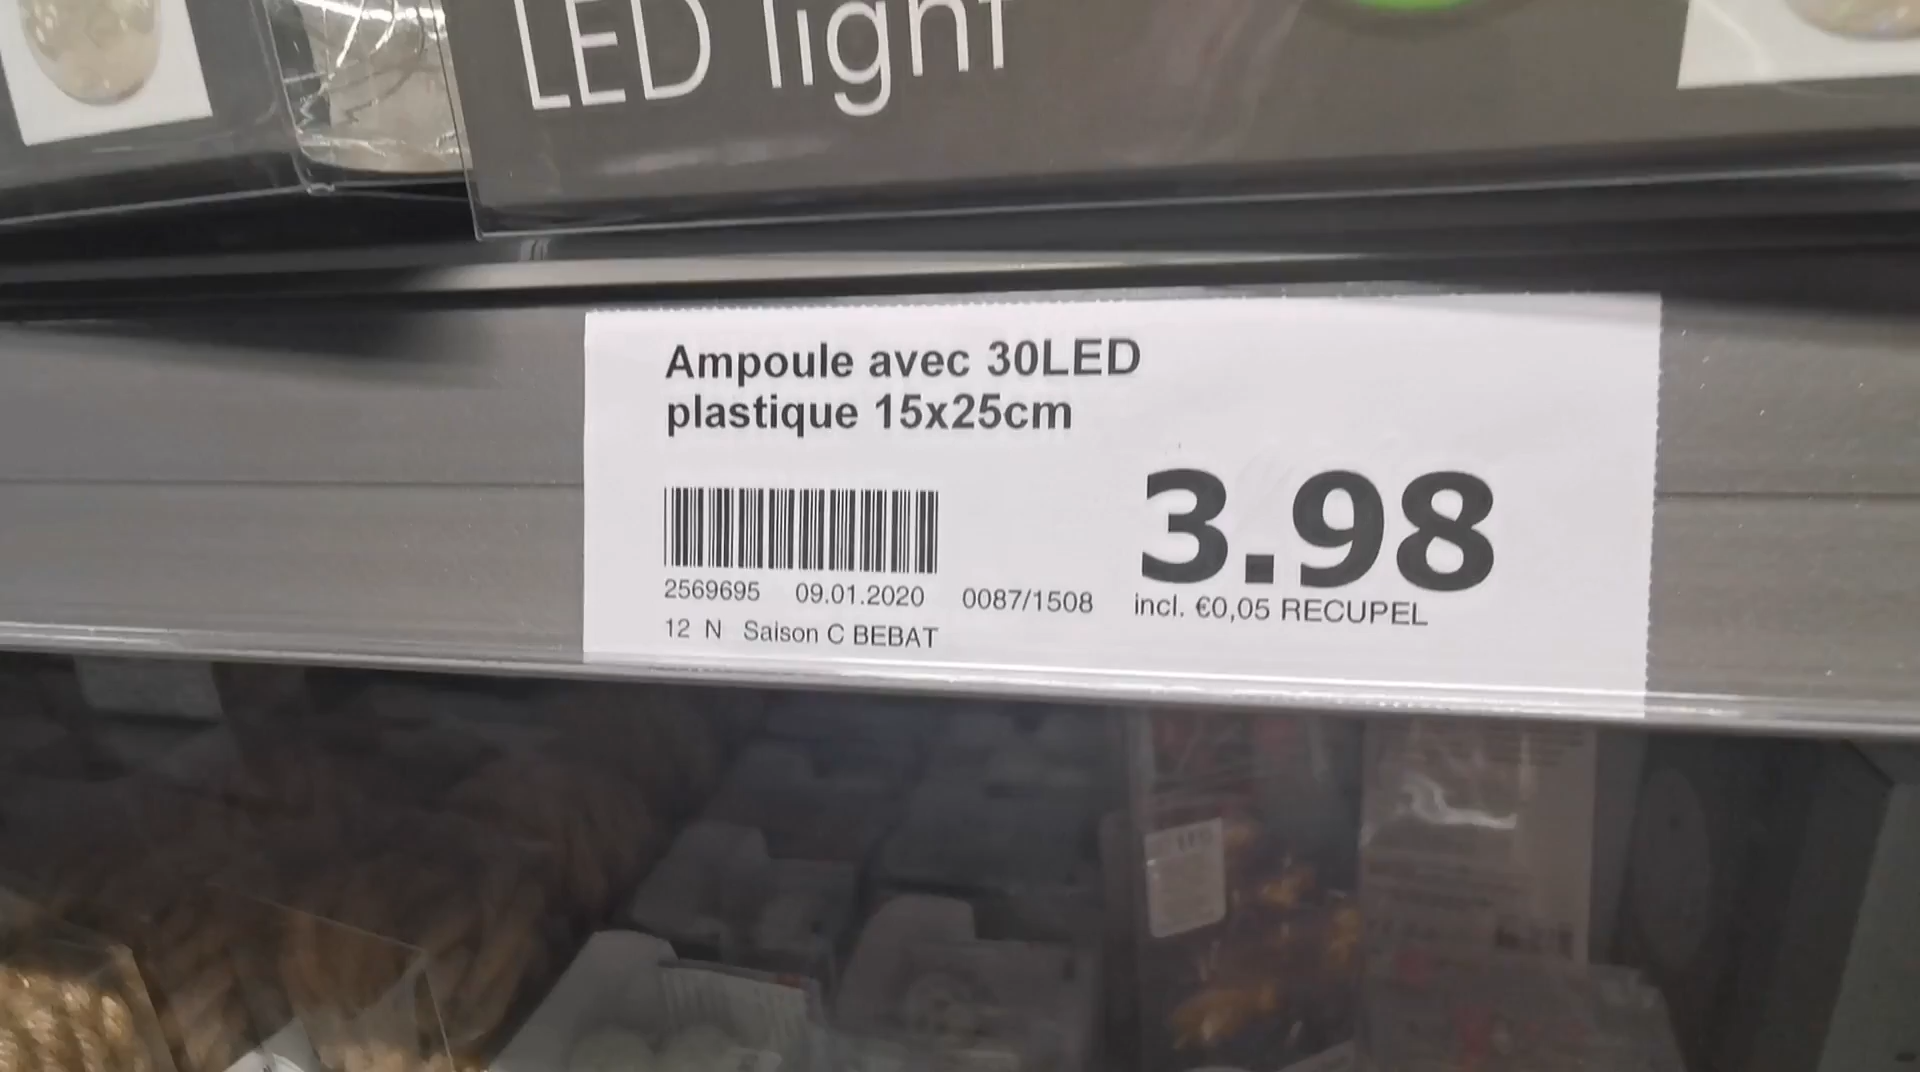 LED light
Ampoule avec 30LED
plastique 15x25cm
3.98
2569695 09.01.2020 0087/1508 incl. €0,05 RECUPEL
12 N Saison C BEBAT